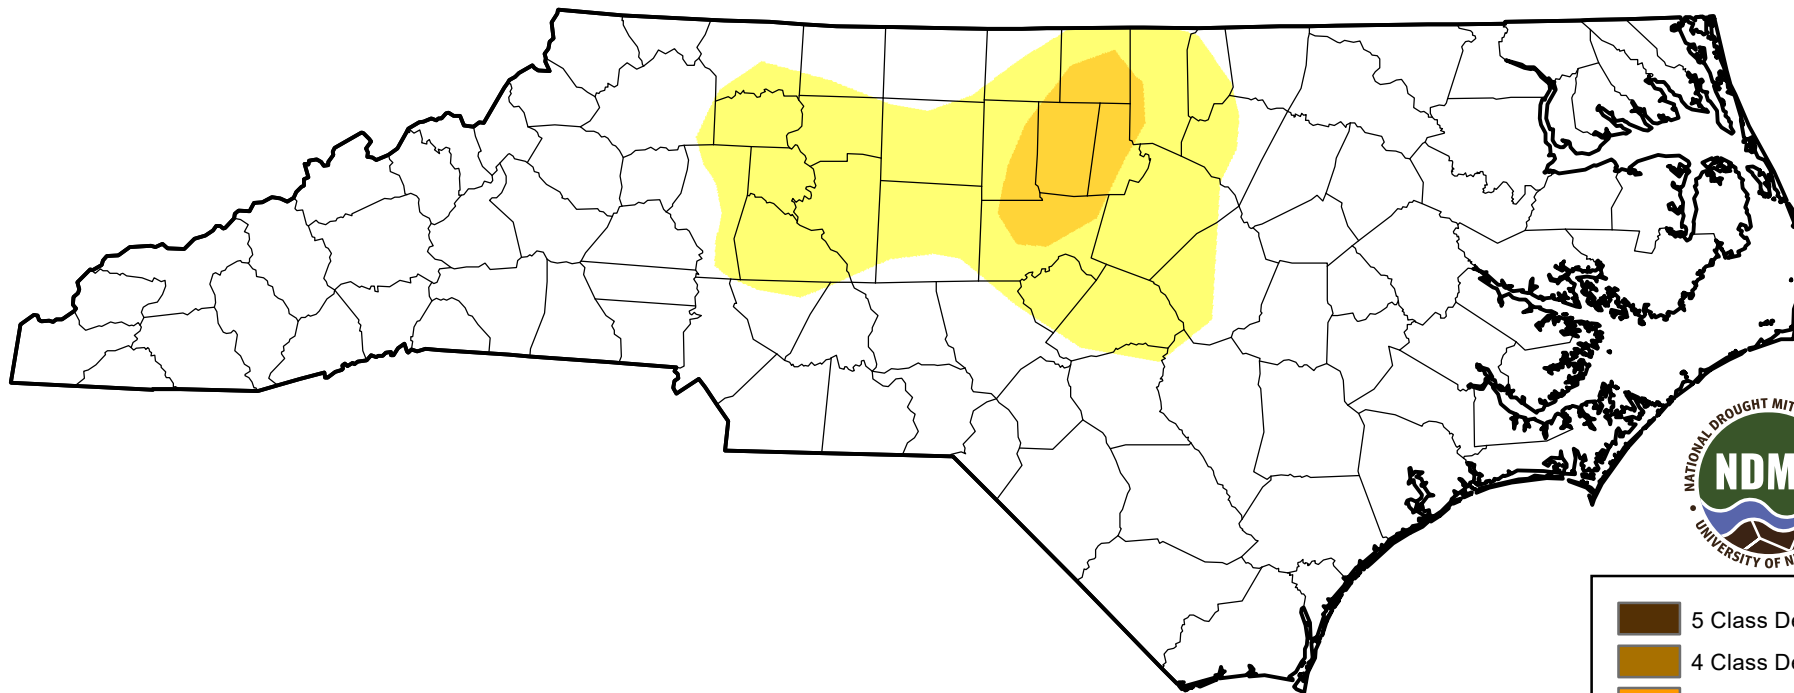 NATIONAL DROUGHT MIT
NDM
UNIVERSITY OF N
5 Class De
4 Class De